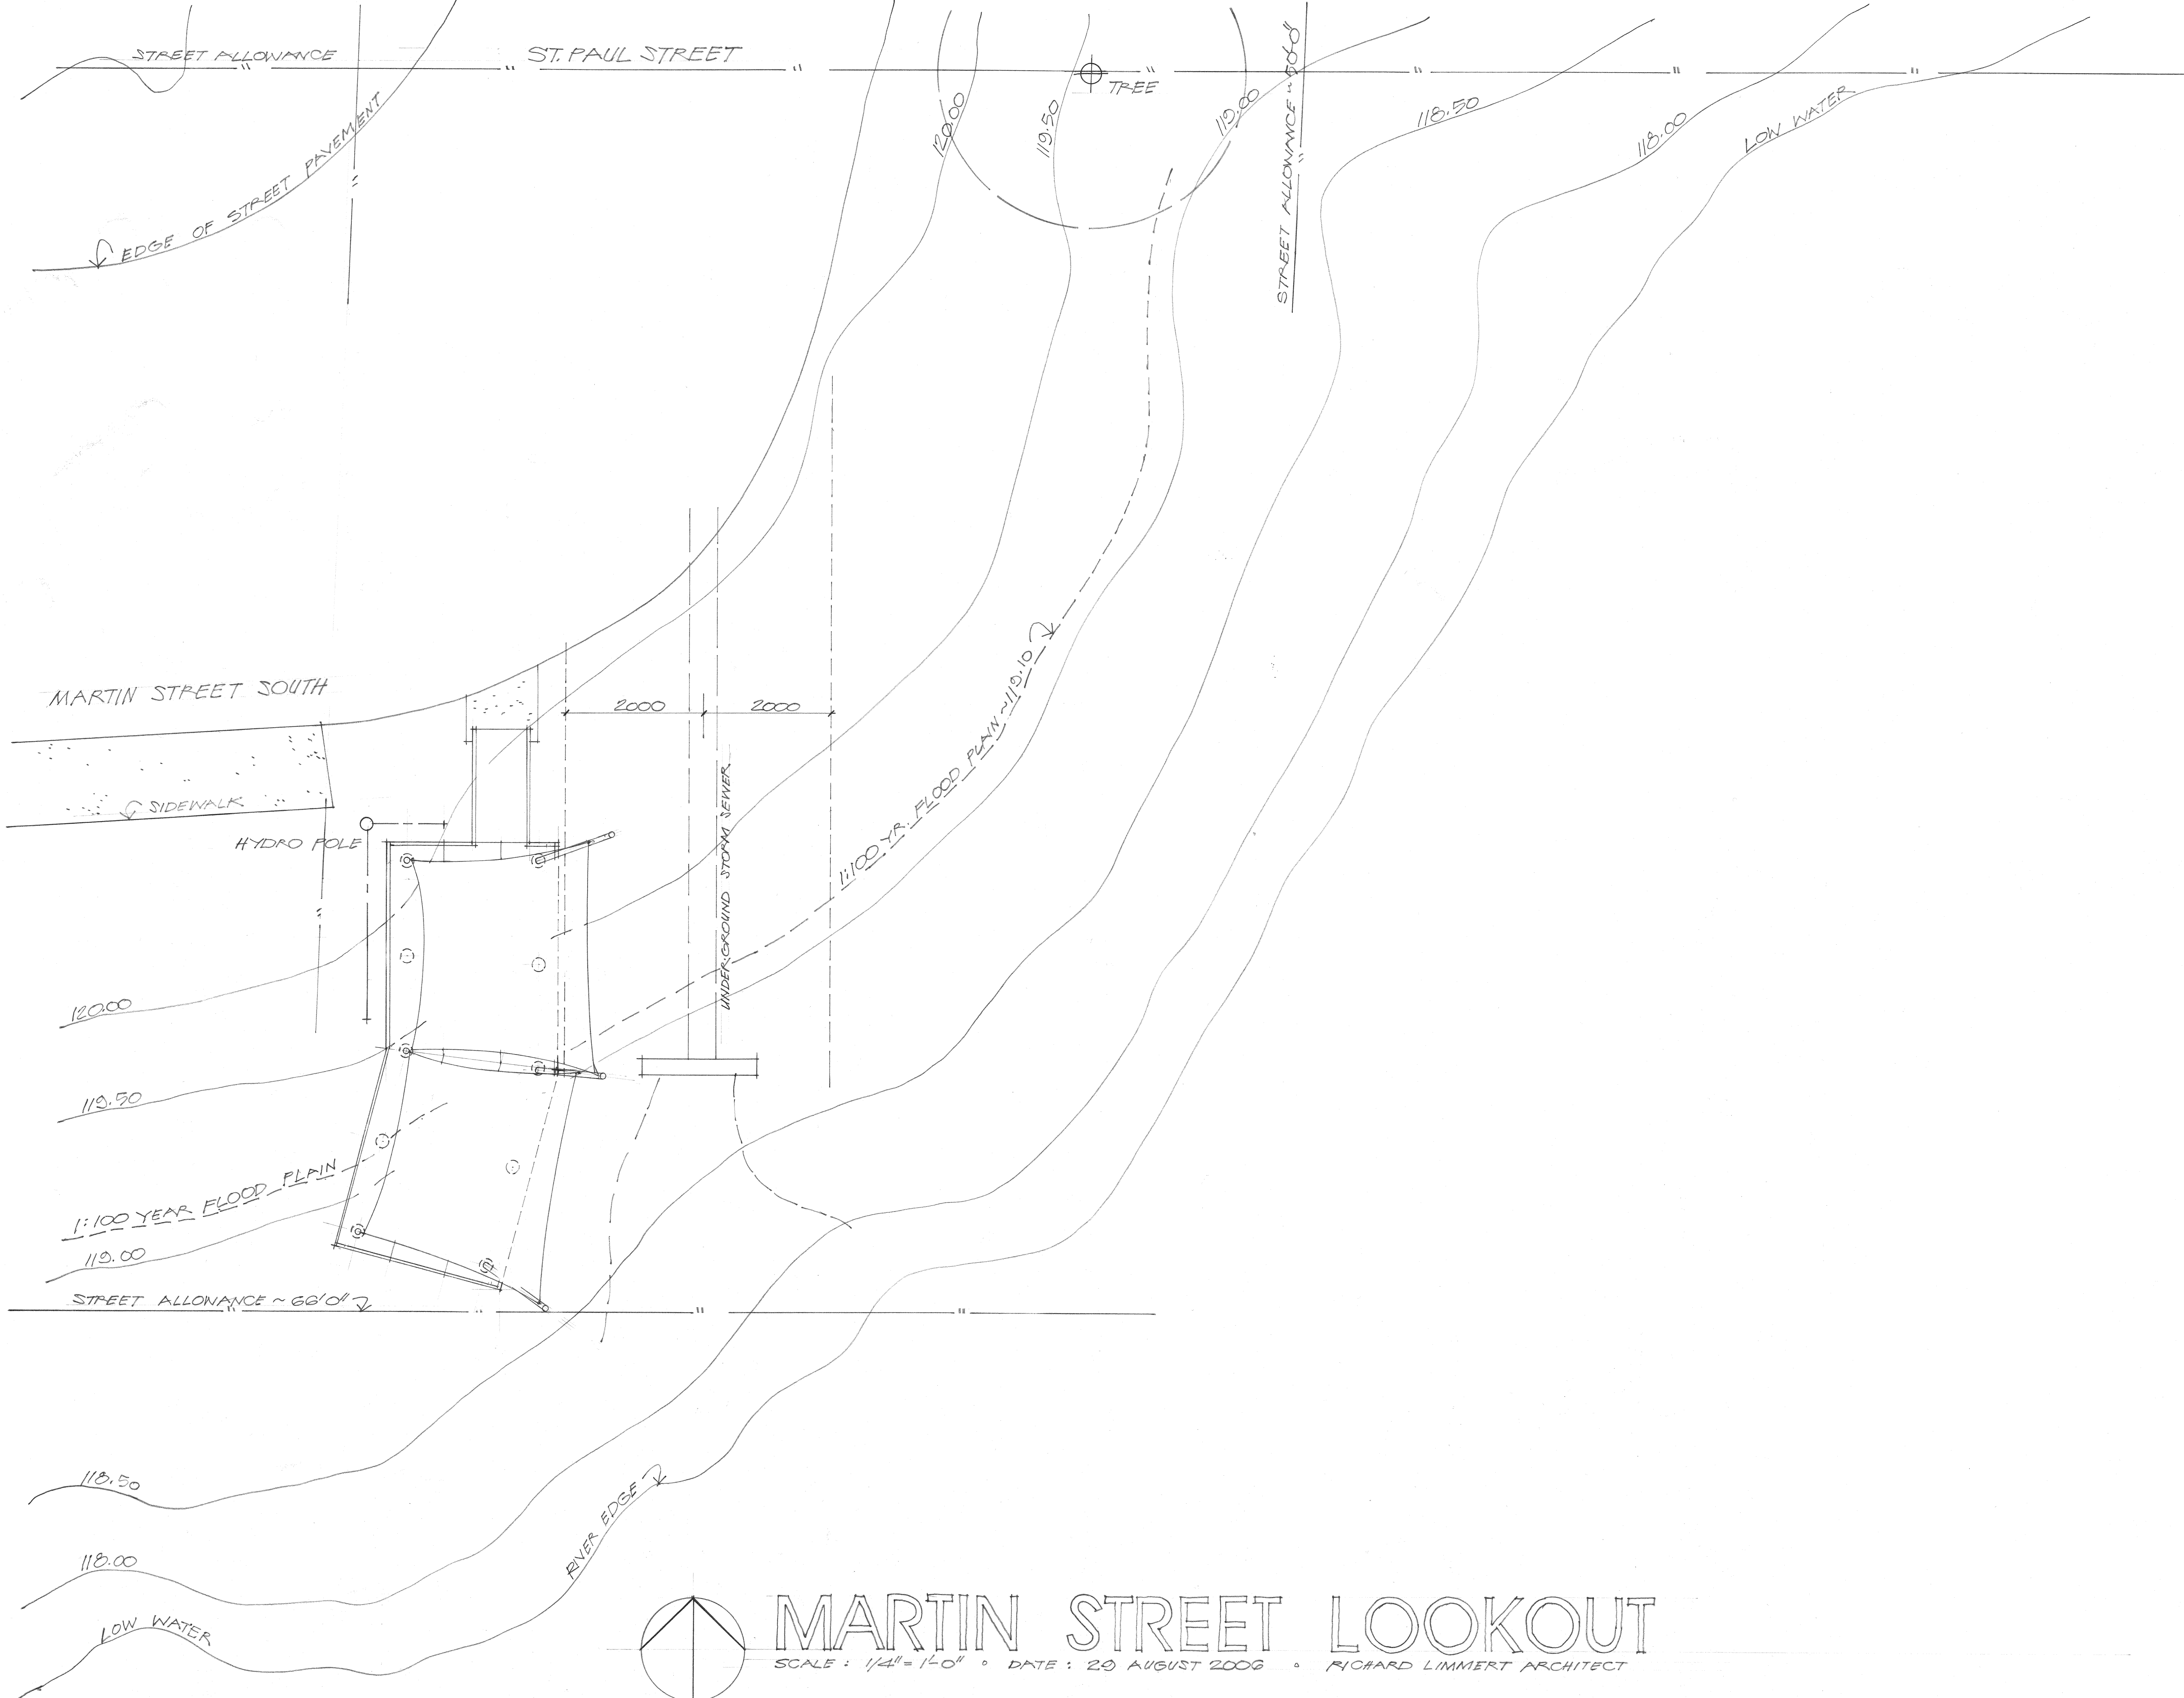 STREET ALLOWANCE
ST. PAUL STREET
TREE
EDGE OF STREET PAVEMENT
120.00
119.50
119.00
STREET ALLOWANCE ~ 66'0"
118.50
118.00
LOW WATER
MARTIN STREET SOUTH
2000
2000
SIDEWALK
HYDRO POLE
UNDERGROUND STORM SEWER
1:100 YR. FLOOD PLAIN ~ 119.10
120.00
119.50
1:100 YEAR FLOOD PLAIN
119.00
STREET ALLOWANCE ~ 66'0"
118.50
RIVER EDGE
118.00
LOW WATER
MARTIN STREET LOOKOUT
SCALE : 1/4" = 1'-0" ° DATE : 29 AUGUST 2006 ° RICHARD LIMMERT ARCHITECT